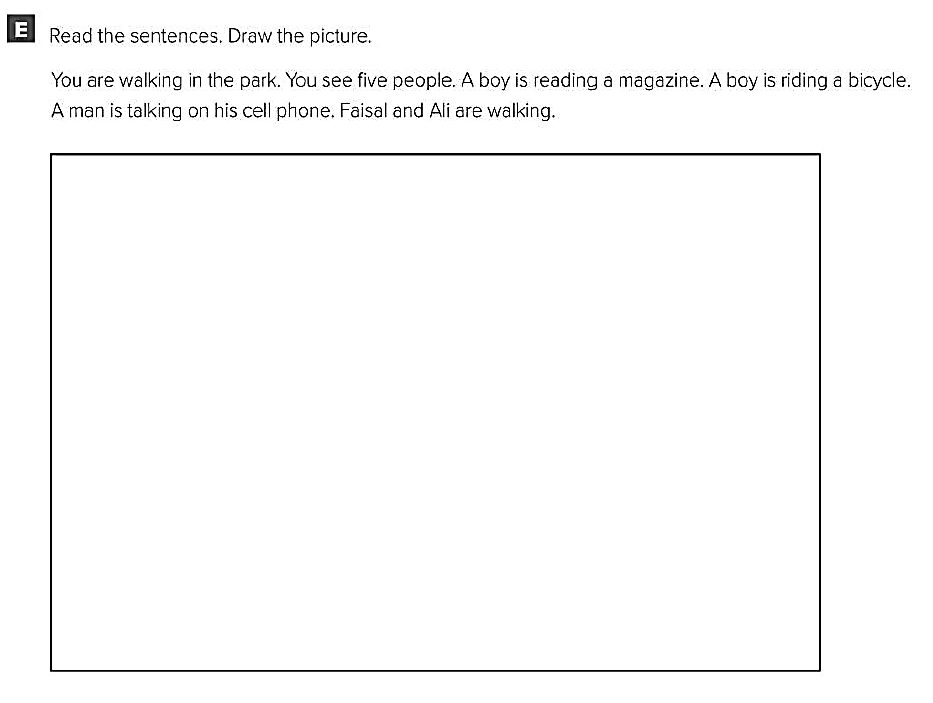 E Read the sentences. Draw the picture.
You are walking in the park. You see five people. A boy is reading a magazine. A boy is riding a bicycle.
A man is talking on his cell phone. Faisal and Ali are walking.